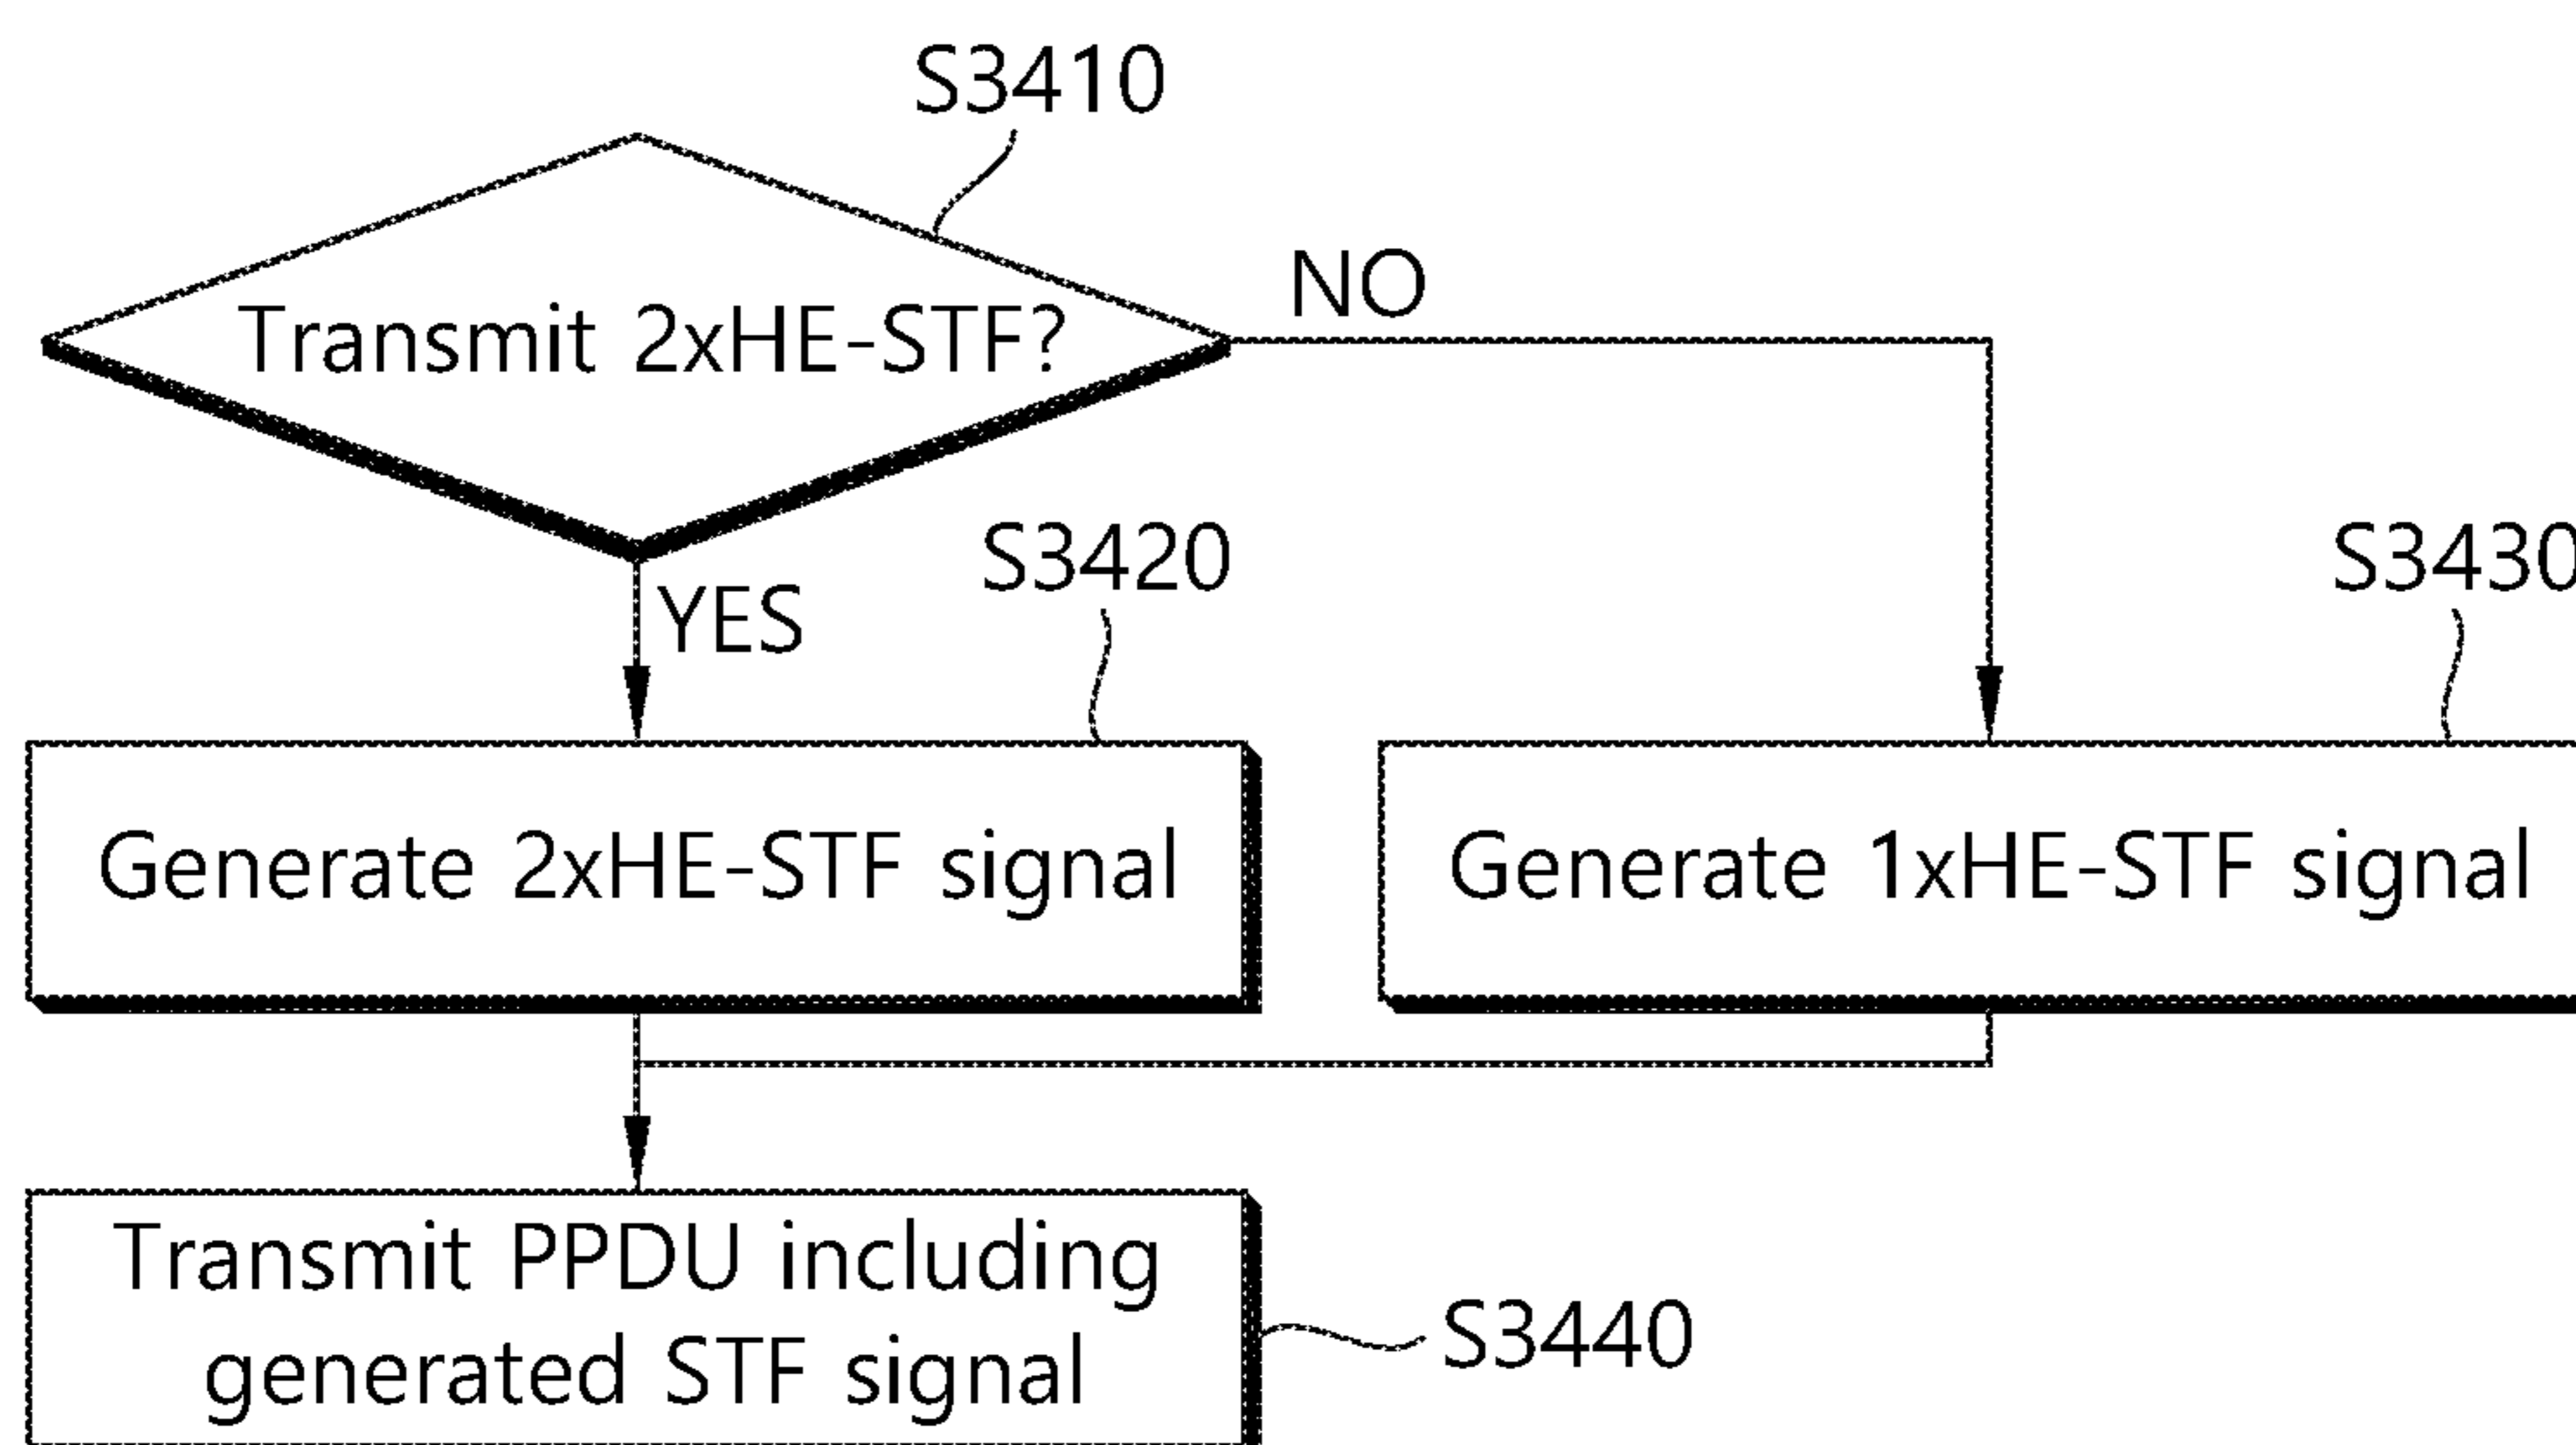 S3410
Transmit 2xHE-STF?
NO
YES
S3420
S3430
Generate 2xHE-STF signal
Generate 1xHE-STF signal
Transmit PPDU including
generated STF signal
S3440